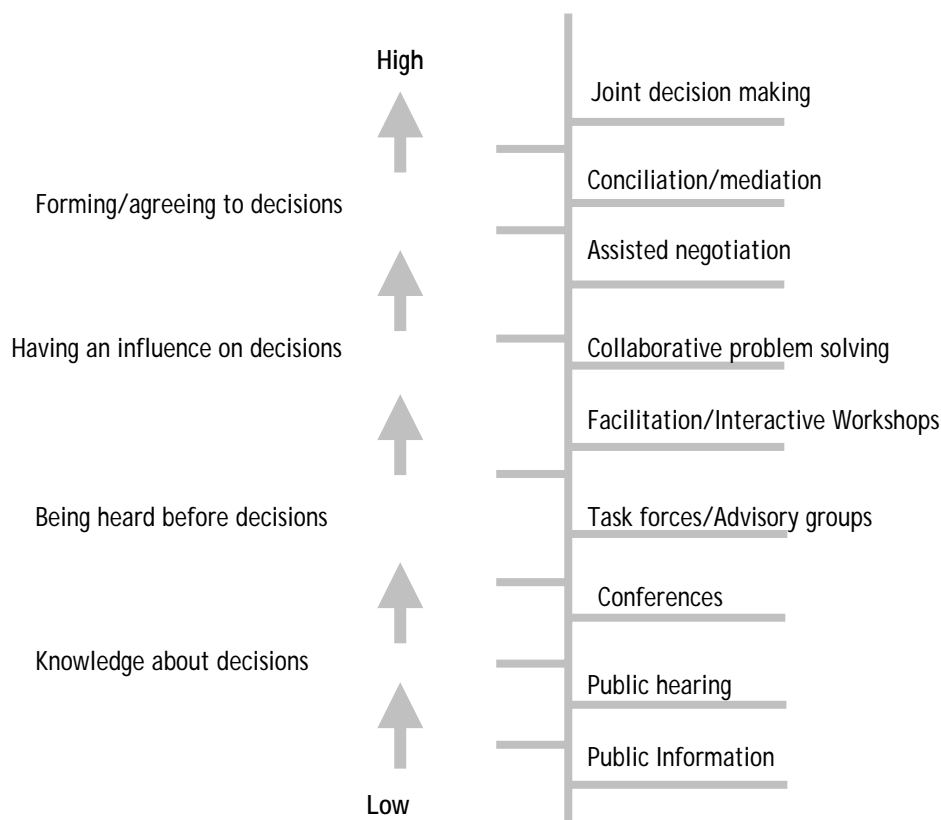 High
Joint decision making
Conciliation/mediation
Forming/agreeing to decisions
Assisted negotiation
Having an influence on decisions
Collaborative problem solving
Facilitation/Interactive Workshops
Being heard before decisions
Task forces/Advisory groups
Conferences
Knowledge about decisions
Public hearing
Public Information
Low